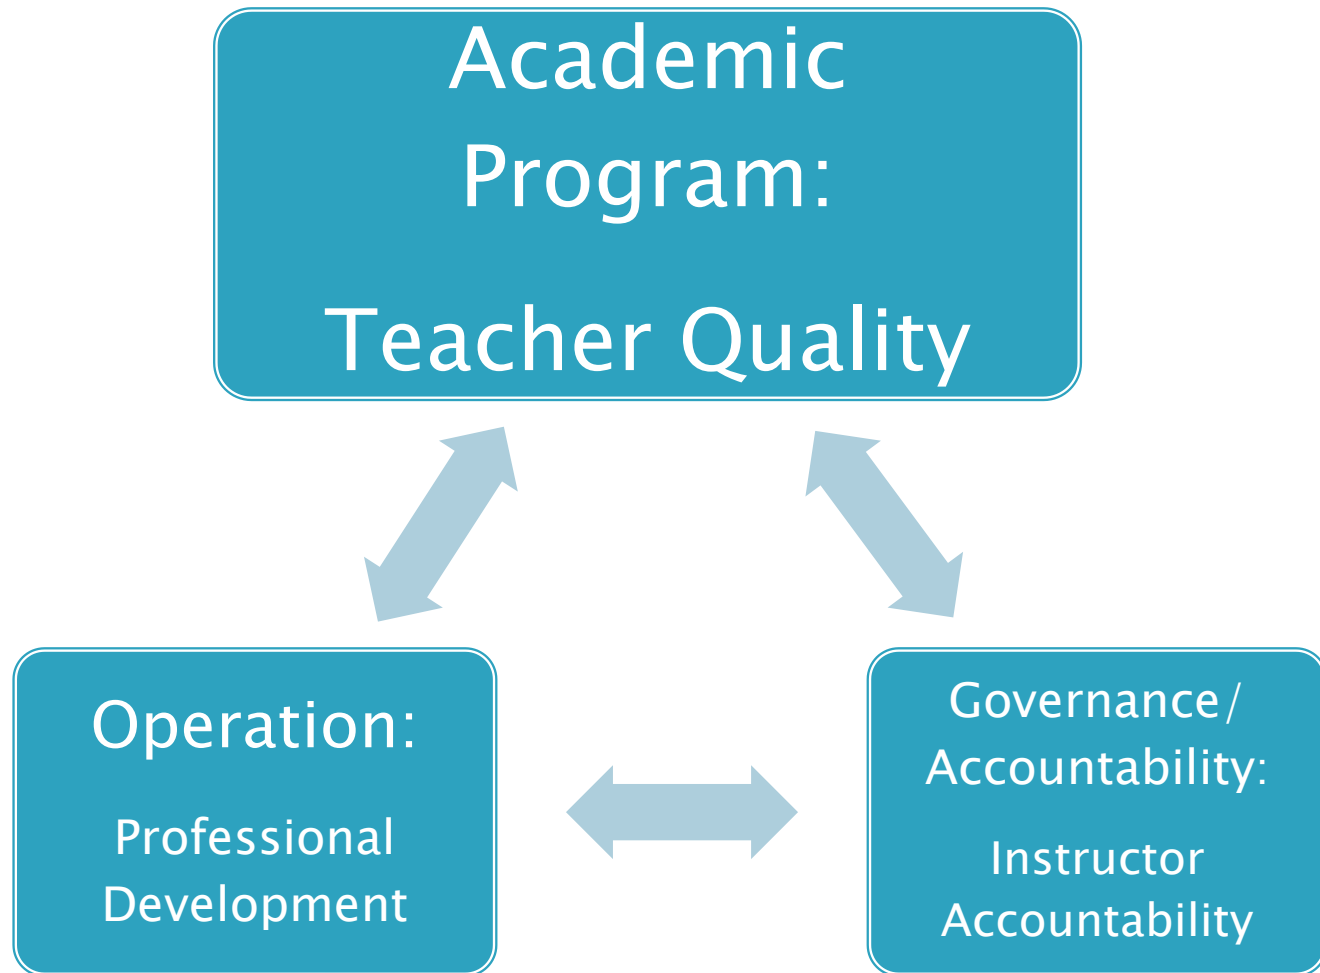 Academic
Program:
Teacher Quality
Operation:
Professional
Development
Governance/
Accountability:
Instructor
Accountability